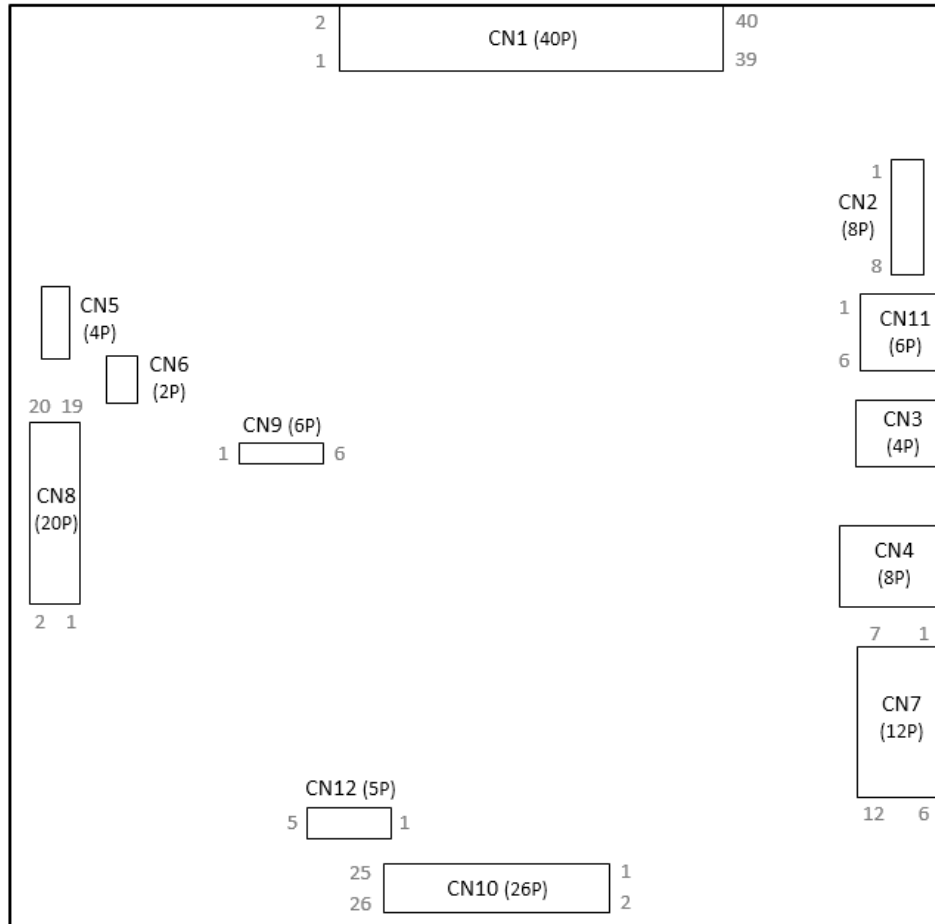 2 CN1 (40P) 40
1 39
1
CN2
(8P)
8
CN5
(4P)
1 CN11
6 (6P)
CN6
(2P)
20 19
CN3
(4P)
CN9 (6P)
1 6
CN8
(20P)
CN4
(8P)
2 1
7 1
CN7
(12P)
12 6
CN12 (5P)
5 1
25 1
CN10 (26P)
26 2